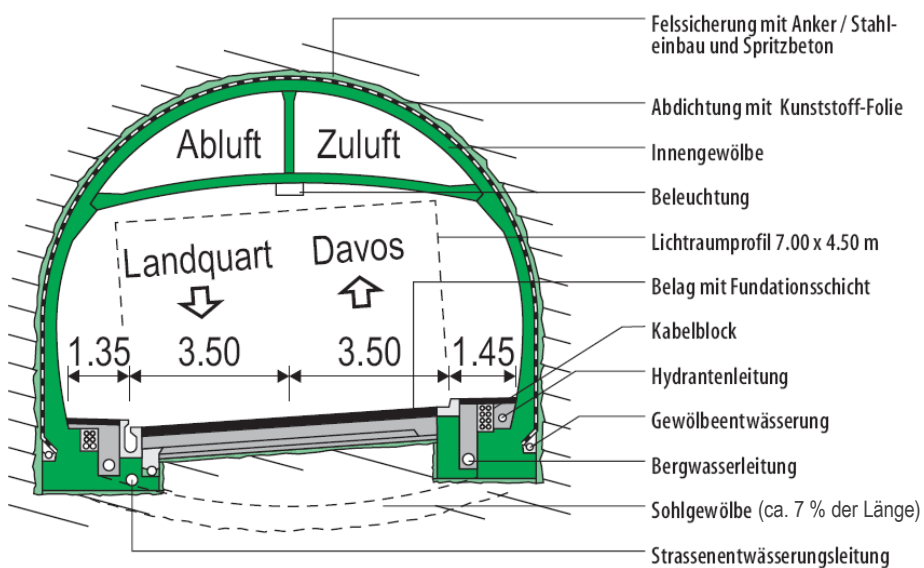 Felssicherung mit Anker / Stahl-
einbau und Spritzbeton
Abdichtung mit Kunststoff-Folie
Innengewölbe
Beleuchtung
Lichtraumprofil 7.00 x 4.50 m
Belag mit Fundationsschicht
Kabelblock
Hydrantenleitung
Gewölbeentwässerung
Bergwasserleitung
Sohlgewölbe (ca. 7 % der Länge)
Strassenentwässerungsleitung
Abluft Zuluft
Landquart Davos
1.35 3.50 3.50 1.45